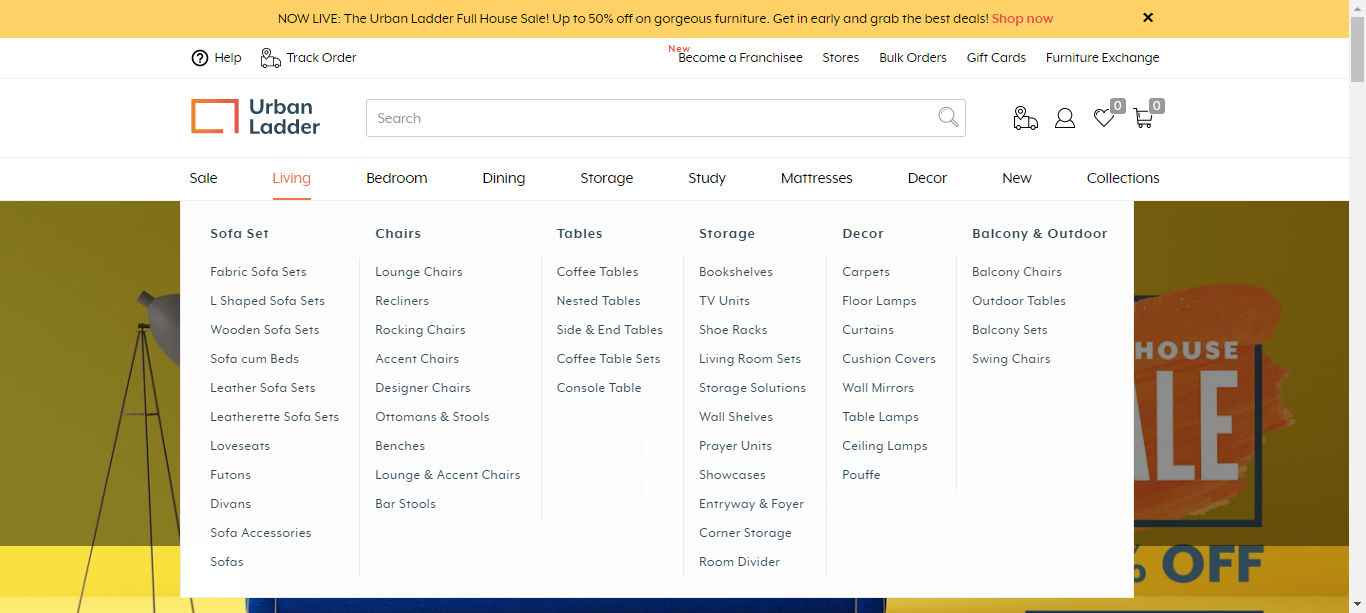 NOW LIVE: The Urban Ladder Full House Sale! Up to 50% off on gorgeous furniture. Get in early and grab the best deals! Shop now
Help
Track Order
New
Become a Franchisee
Stores
Bulk Orders
Gift Cards
Furniture Exchange
Urban
Ladder
Search
0
0
Sale
Living
Bedroom
Dining
Storage
Study
Mattresses
Decor
New
Collections
Sofa Set
Fabric Sofa Sets
L Shaped Sofa Sets
Wooden Sofa Sets
Sofa cum Beds
Leather Sofa Sets
Leatherette Sofa Sets
Loveseats
Futons
Divans
Sofa Accessories
Sofas
Chairs
Lounge Chairs
Recliners
Rocking Chairs
Accent Chairs
Designer Chairs
Ottomans & Stools
Benches
Lounge & Accent Chairs
Bar Stools
Tables
Coffee Tables
Nested Tables
Side & End Tables
Coffee Table Sets
Console Table
Storage
Bookshelves
TV Units
Shoe Racks
Living Room Sets
Storage Solutions
Wall Shelves
Prayer Units
Showcases
Entryway & Foyer
Corner Storage
Room Divider
Decor
Carpets
Floor Lamps
Curtains
Cushion Covers
Wall Mirrors
Table Lamps
Ceiling Lamps
Pouffe
Balcony & Outdoor
Balcony Chairs
Outdoor Tables
Balcony Sets
Swing Chairs
HOUSE
SALE
% OFF